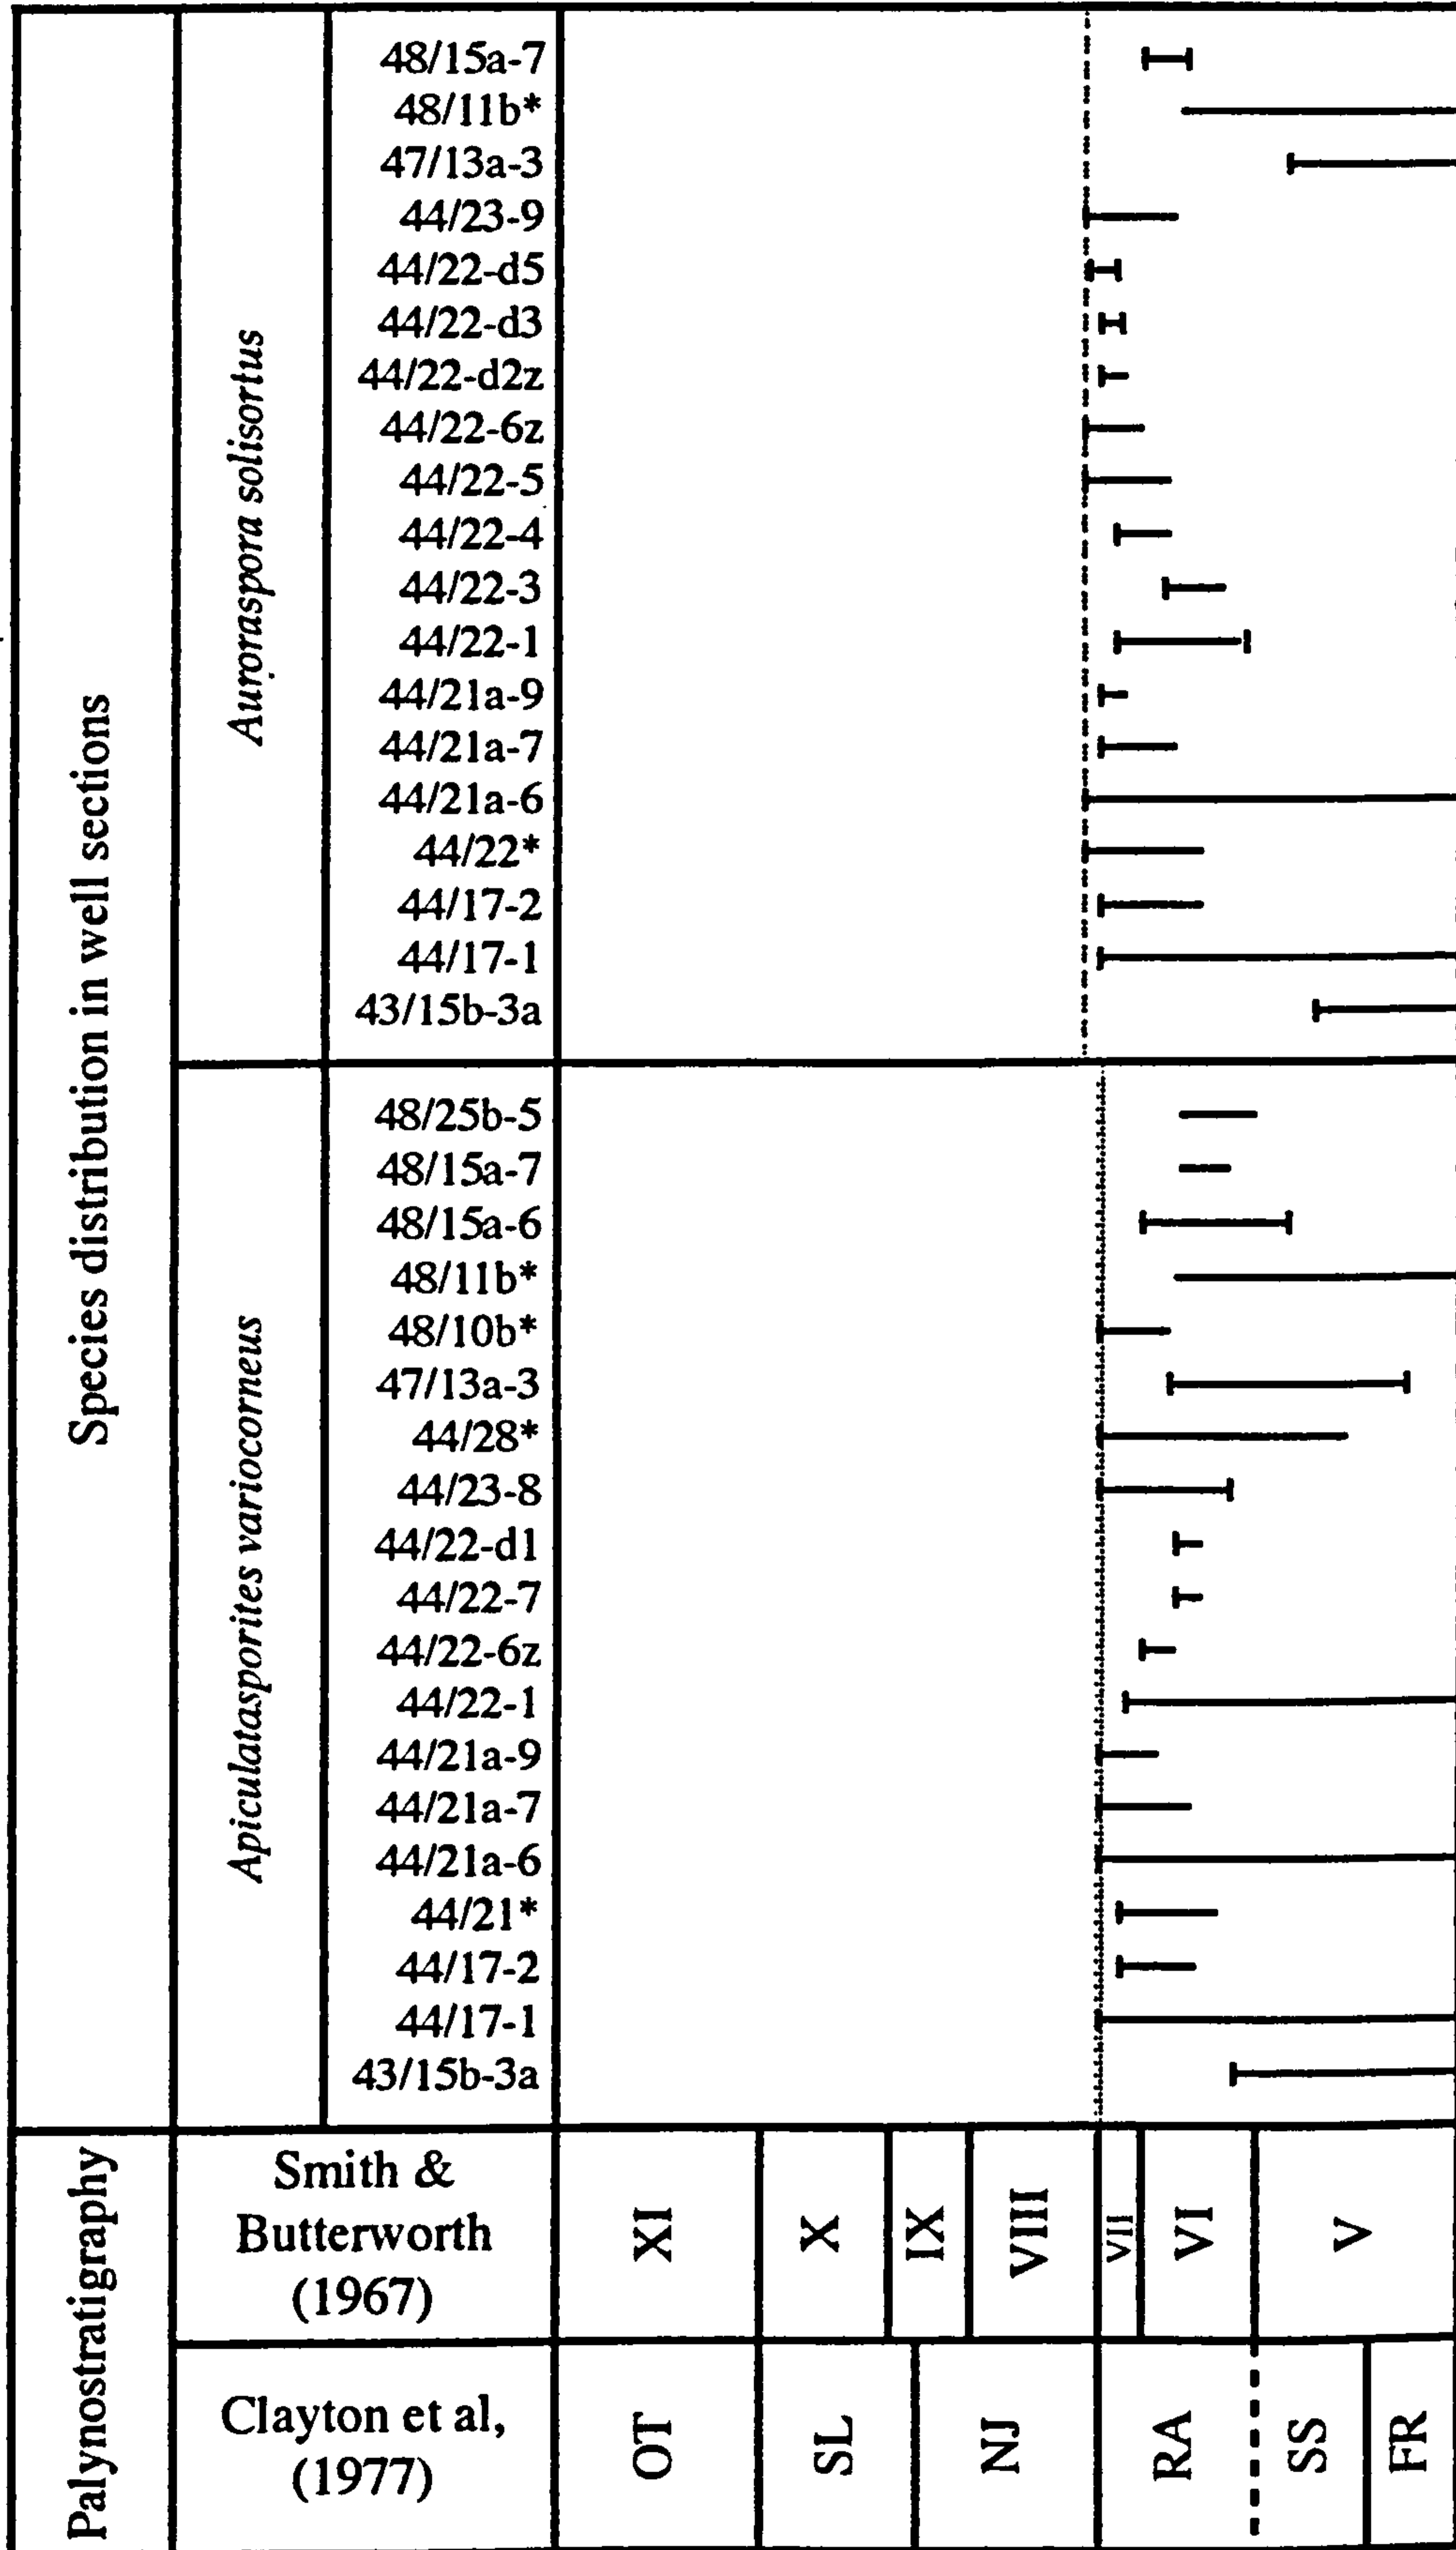 Species distribution in well sections
Auroraspora solisortus
48/15a-7
48/11b*
47/13a-3
44/23-9
44/22-d5
44/22-d3
44/22-d2z
44/22-6z
44/22-5
44/22-4
44/22-3
44/22-1
44/21a-9
44/21a-7
44/21a-6
44/22*
44/17-2
44/17-1
43/15b-3a
Apiculatasporites variocorneus
48/25b-5
48/15a-7
48/15a-6
48/11b*
48/10b*
47/13a-3
44/28*
44/23-8
44/22-d1
44/22-7
44/22-6z
44/22-1
44/21a-9
44/21a-7
44/21a-6
44/21*
44/17-2
44/17-1
43/15b-3a
Palynostratigraphy
Smith &
Butterworth
(1967)
XI
X
IX
VIII
VII
VI
V
Clayton et al,
(1977)
OT
SL
NJ
RA
SS
FR